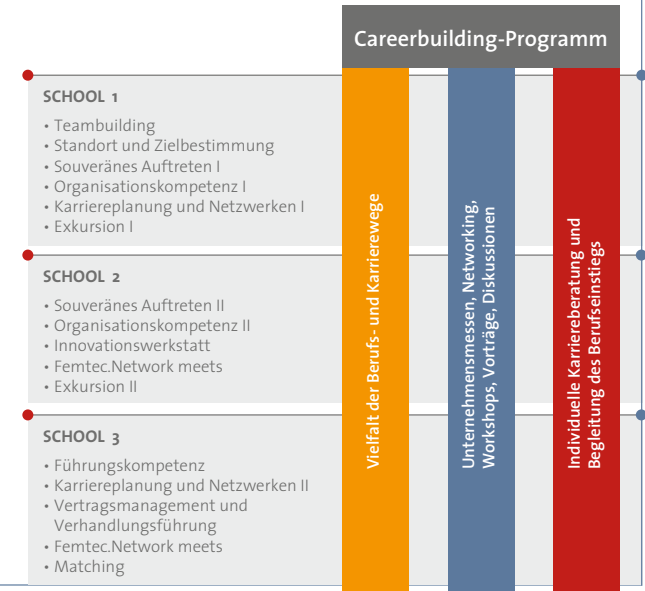 Careerbuilding-Programm
SCHOOL 1
• Teambuilding
• Standort und Zielbestimmung
• Souveränes Auftreten I
• Organisationskompetenz I
• Karriereplanung und Netzwerken I
• Exkursion I
SCHOOL 2
• Souveränes Auftreten II
• Organisationskompetenz II
• Innovationswerkstatt
• Femtec.Network meets
• Exkursion II
SCHOOL 3
• Führungskompetenz
• Karriereplanung und Netzwerken II
• Vertragsmanagement und
Verhandlungsführung
• Femtec.Network meets
• Matching
Vielfalt der Berufs- und Karrierewege
Unternehmensmessen, Networking,
Workshops, Vorträge, Diskussionen
Individuelle Karriereberatung und
Begleitung des Berufseinstiegs